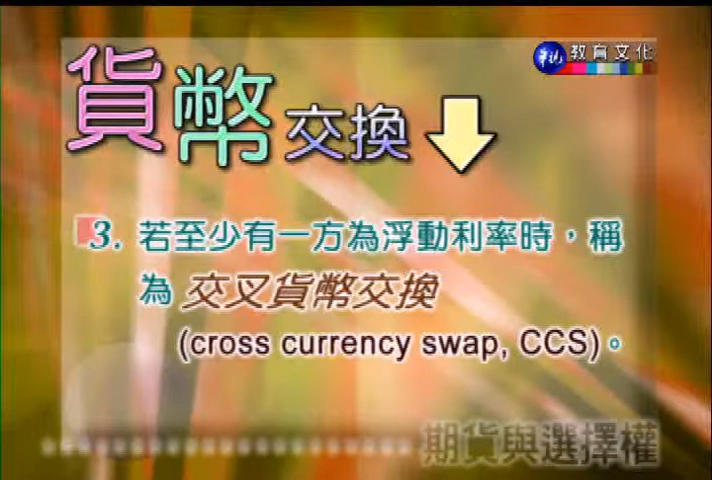 華視 教育文化
貨幣交換
3. 若至少有一方為浮動利率時，稱
為 交叉貨幣交換
(cross currency swap, CCS)。
期貨與選擇權